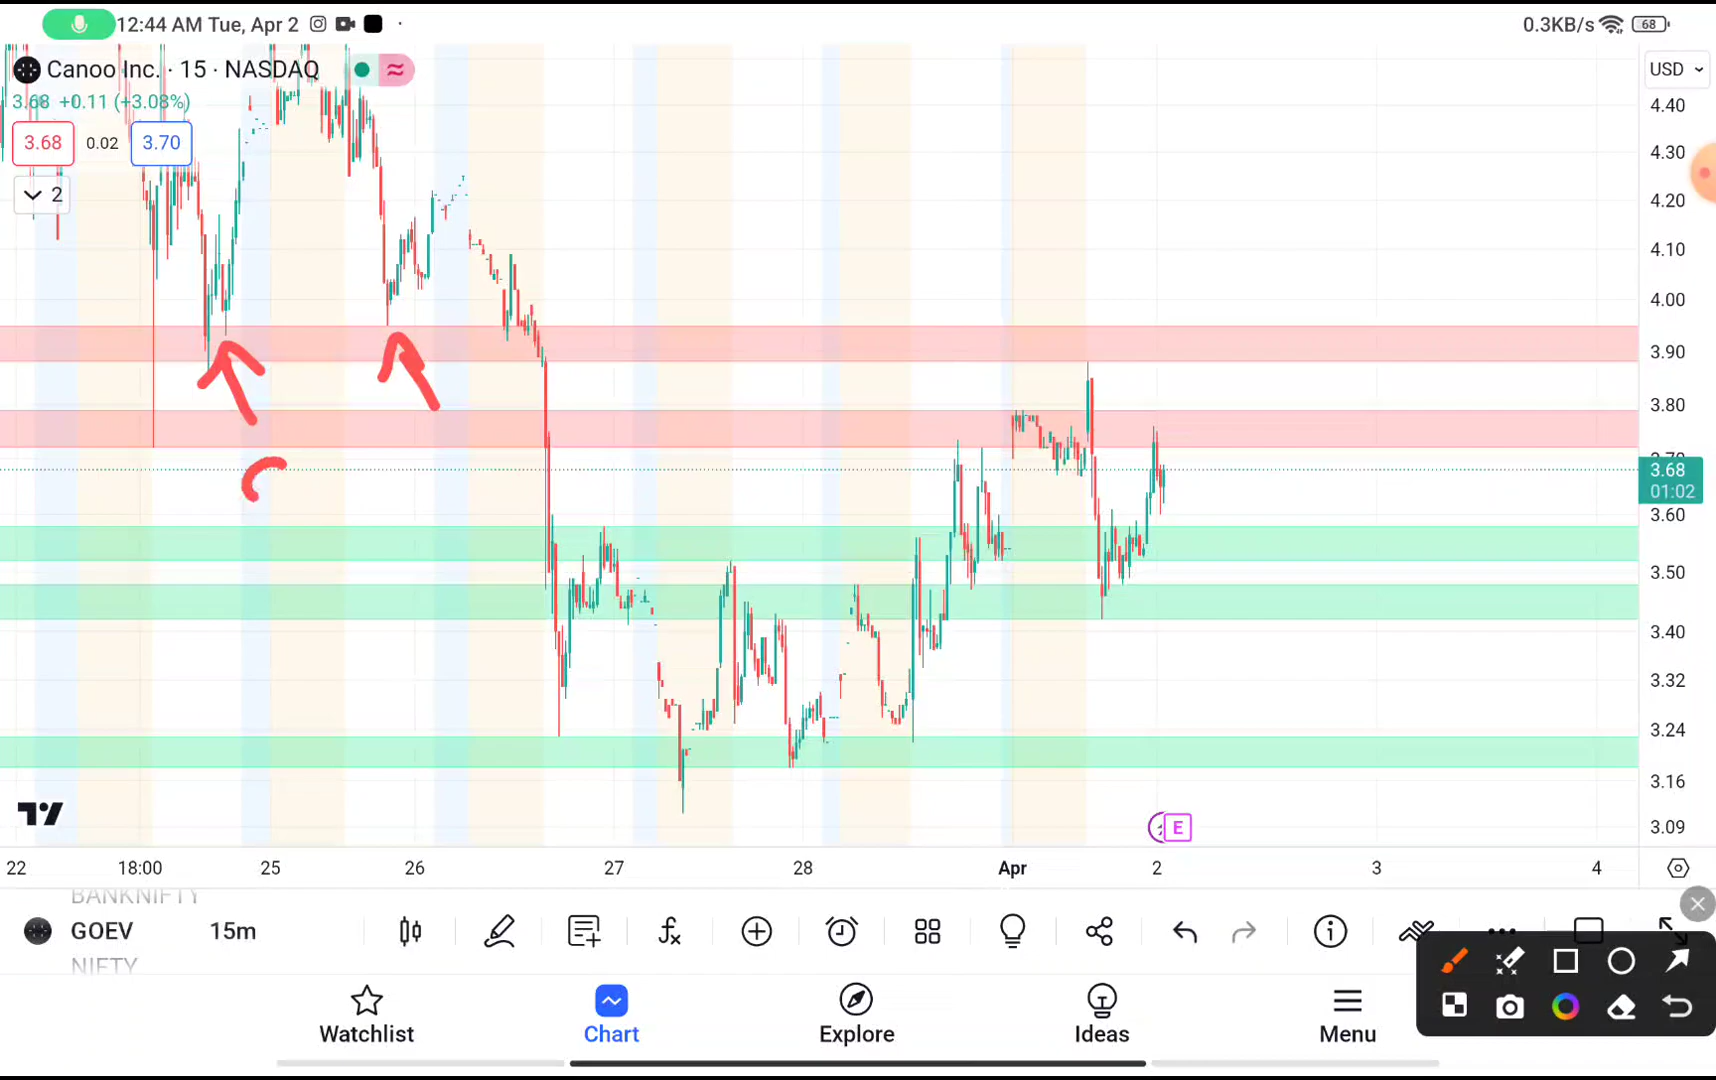 12:44 AM Tue, Apr 2
0.3KB/s 68
Canoo Inc. · 15 · NASDAQ
USD
3.68 +0.11 (+3.08%)
3.68 0.02 3.70
2
4.40
4.30
4.20
4.10
4.00
3.90
3.80
3.70
3.68
01:02
3.60
3.50
3.40
3.32
3.24
3.16
3.09
E
22 18:00 25 26 27 28 Apr 2 3 4
BANKNIFTY
GOEV 15m
NIFTY
Watchlist Chart Explore Ideas Menu